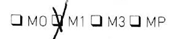 ❑ M0 ❑ M1 ❑ M3 ❑ MP